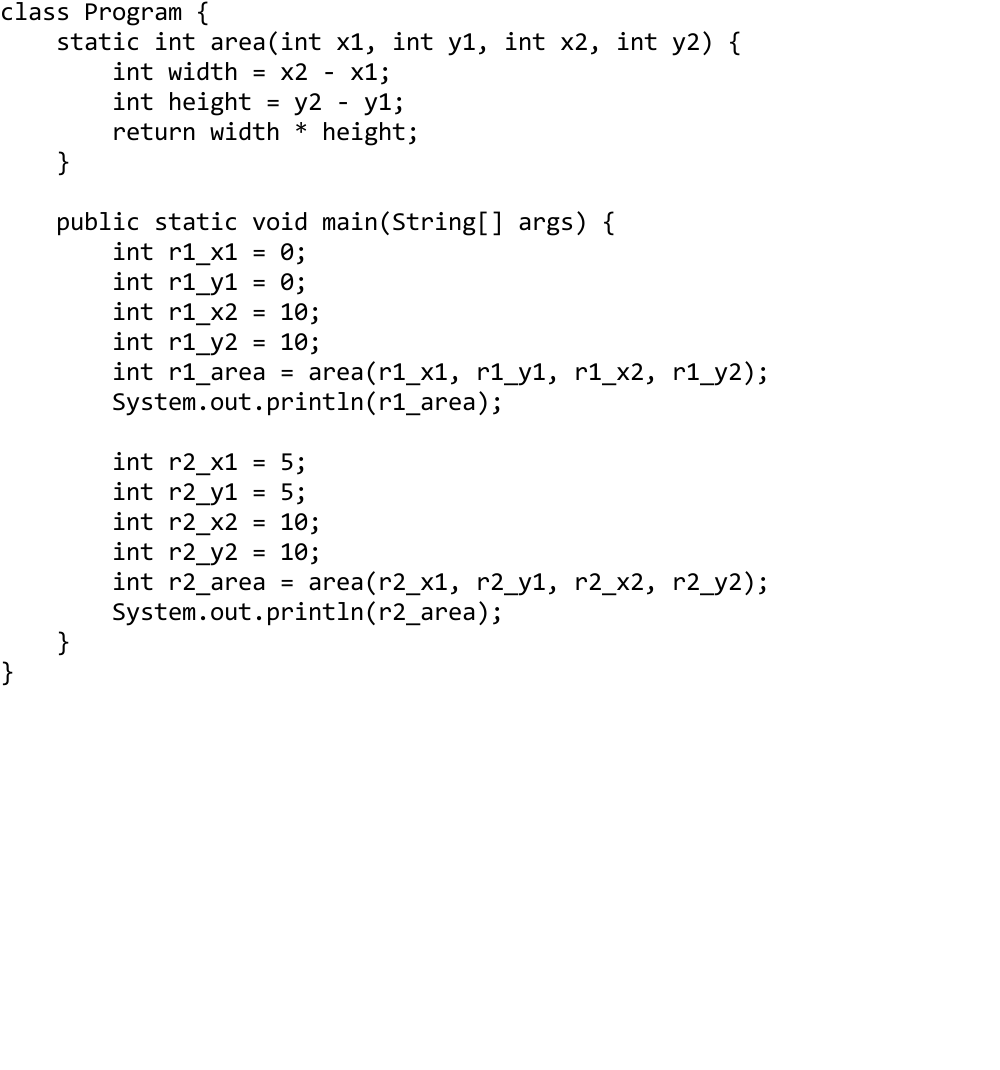 class Program {
    static int area(int x1, int y1, int x2, int y2) {
        int width = x2 - x1;
        int height = y2 - y1;
        return width * height;
    }

    public static void main(String[] args) {
        int r1_x1 = 0;
        int r1_y1 = 0;
        int r1_x2 = 10;
        int r1_y2 = 10;
        int r1_area = area(r1_x1, r1_y1, r1_x2, r1_y2);
        System.out.println(r1_area);

        int r2_x1 = 5;
        int r2_y1 = 5;
        int r2_x2 = 10;
        int r2_y2 = 10;
        int r2_area = area(r2_x1, r2_y1, r2_x2, r2_y2);
        System.out.println(r2_area);
    }
}